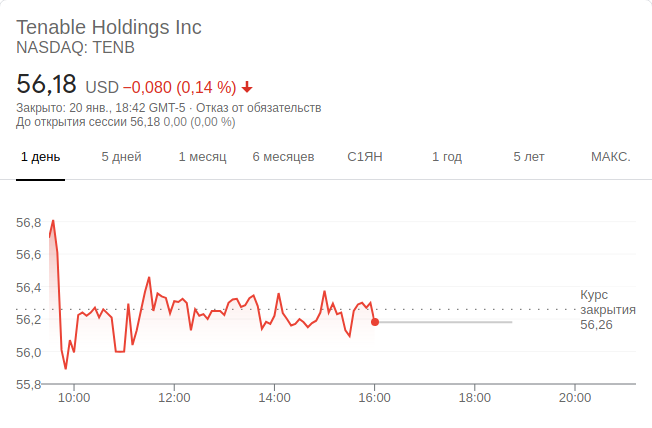 Tenable Holdings Inc
NASDAQ: TENB
56,18 USD −0,080 (0,14 %)
Закрыто: 20 янв., 18:42 GMT-5 · Отказ от обязательств
До открытия сессии 56,18 0,00 (0,00 %)
1 день 5 дней 1 месяц 6 месяцев С1ЯН 1 год 5 лет МАКС.
56,8
56,6
56,4
Курс
закрытия
56,26
56,2
56,0
55,8
10:00 12:00 14:00 16:00 18:00 20:00